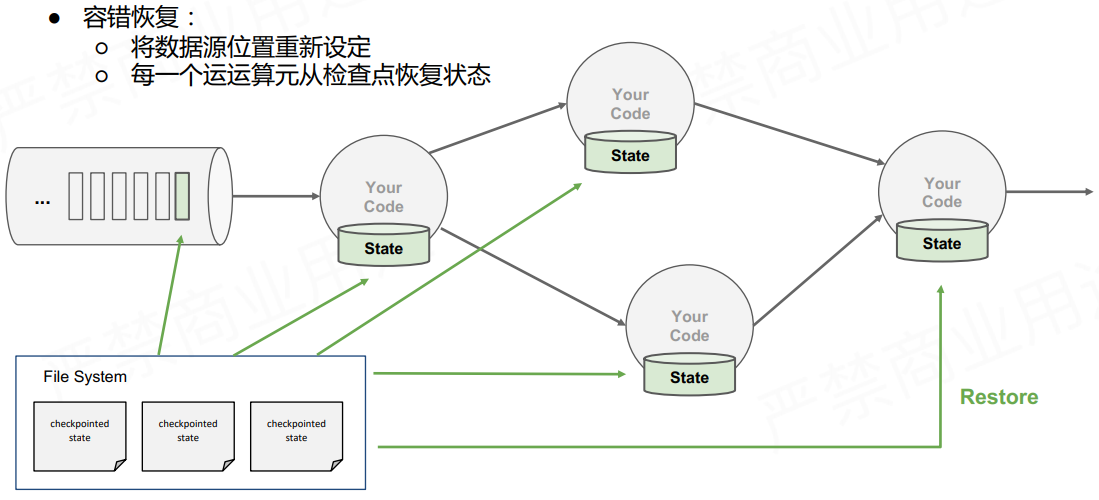 ● 容错恢复：
○ 将数据源位置重新设定
○ 每一个运运算元从检查点恢复状态
Your
Code
State
...
Your
Code
State
Your
Code
State
Your
Code
State
File System
checkpointed
state
checkpointed
state
checkpointed
state
Restore
严禁商业用途